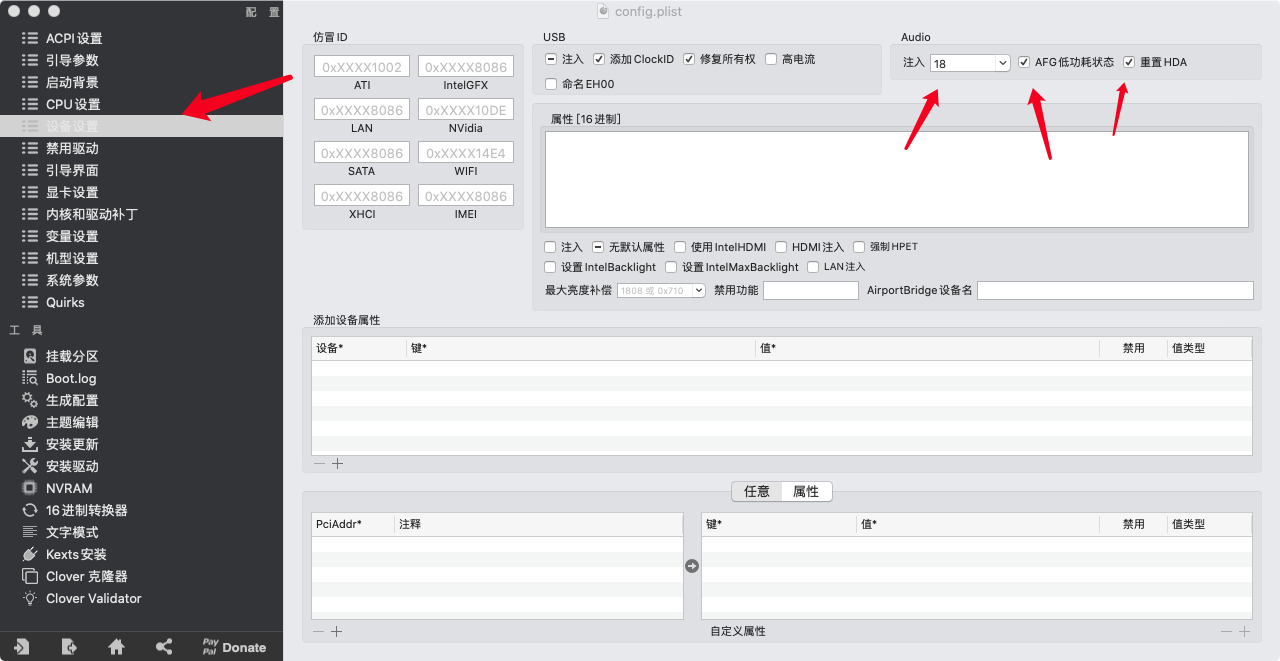 配 置
config.plist
ACPI 设置
引导参数
启动背景
CPU 设置
设备设置
禁用驱动
引导界面
显卡设置
内核和驱动补丁
变量设置
机型设置
系统参数
Quirks
工 具
挂载分区
Boot.log
生成配置
主题编辑
安装更新
安装驱动
NVRAM
16 进制转换器
文字模式
Kexts 安装
Clover 克隆器
Clover Validator
PayPal Donate
仿冒 ID
0xXXXX1002 0xXXXX8086
ATI IntelGFX
0xXXXX8086 0xXXXX10DE
LAN NVidia
0xXXXX8086 0xXXXX14E4
SATA WIFI
0xXXXX8086 0xXXXX8086
XHCI IMEI
USB
注入 添加 ClockID 修复所有权 高电流
命名 EH00
Audio
注入 18 AFG 低功耗状态 重置 HDA
属性 [16 进制]
注入 无默认属性 使用 IntelHDMI HDMI 注入 强制 HPET
设置 IntelBacklight 设置 IntelMaxBacklight LAN 注入
最大亮度补偿 1808 或 0x710 禁用功能 AirportBridge 设备名
添加设备属性
设备* 键* 值* 禁用 值类型
任意 属性
PciAddr* 注释
键* 值* 禁用 值类型
自定义属性